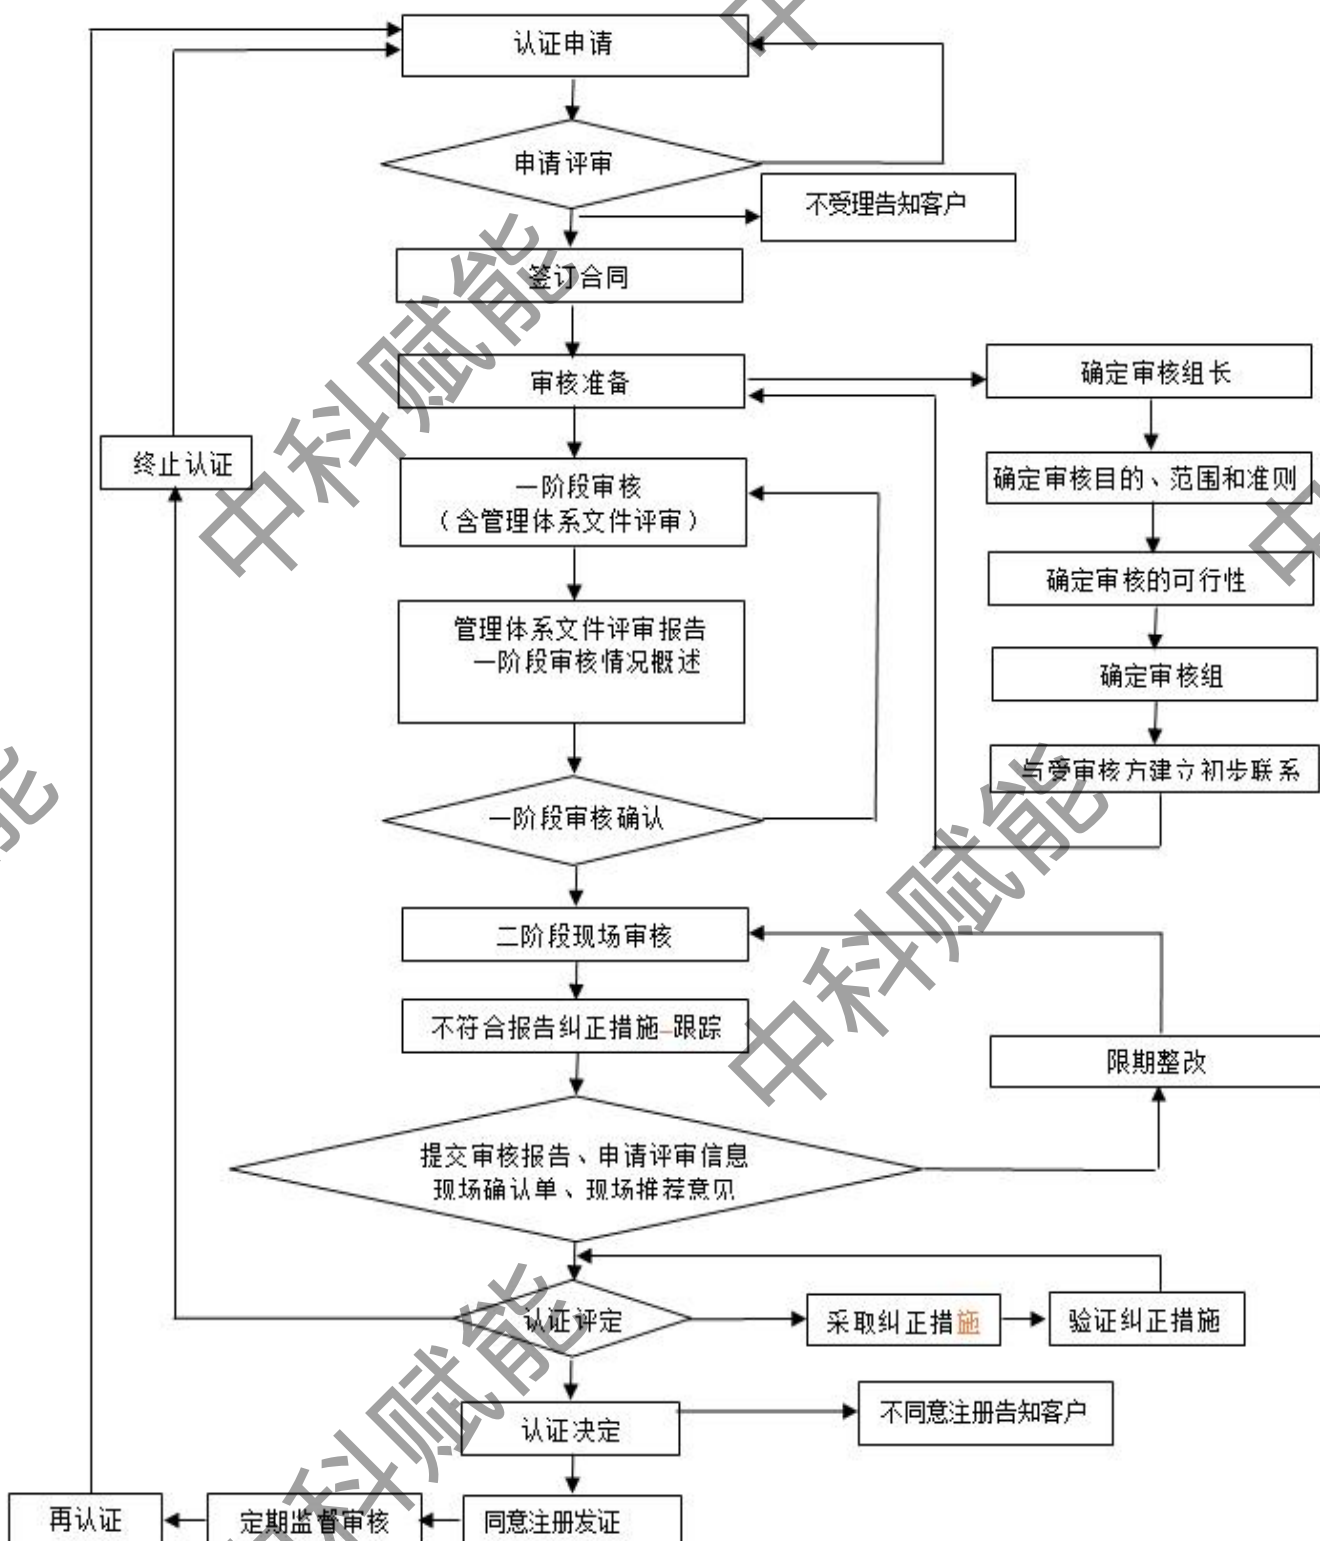 认证申请
申请评审
不受理告知客户
签订合同
审核准备
确定审核组长
终止认证
一阶段审核
（含管理体系文件评审）
确定审核目的、范围和准则
确定审核的可行性
管理体系文件评审报告
一阶段审核情况概述
确定审核组
与受审核方建立初步联系
一阶段审核确认
二阶段现场审核
不符合报告纠正措施–跟踪
限期整改
提交审核报告、申请评审信息
现场确认单、现场推荐意见
认证评定
采取纠正措施
验证纠正措施
认证决定
不同意注册告知客户
再认证
定期监督审核
同意注册发证
中科赋能
中科赋能
中科赋能